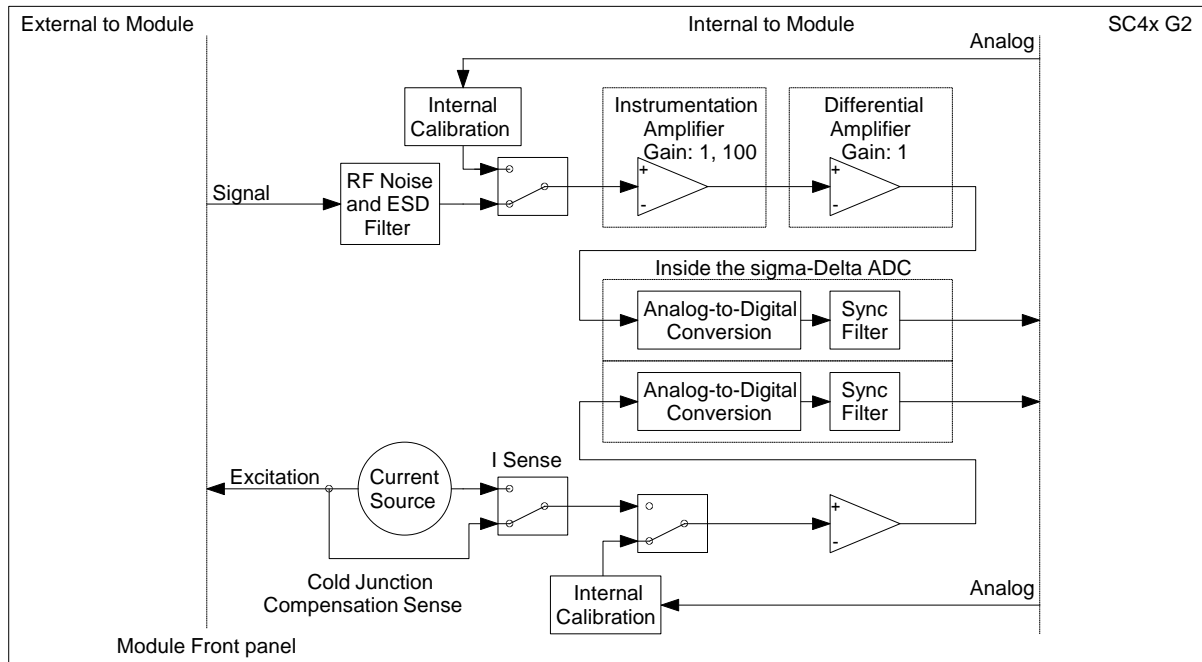 External to Module
Internal to Module
SC4x G2
Analog
Internal
Calibration
Instrumentation
Amplifier
Gain: 1, 100
Differential
Amplifier
Gain: 1
+
-
+
-
Signal
RF Noise
and ESD
Filter
Inside the sigma-Delta ADC
Analog-to-Digital
Conversion
Sync
Filter
Analog-to-Digital
Conversion
Sync
Filter
I Sense
Excitation
Current
Source
+
-
Cold Junction
Compensation Sense
Internal
Calibration
Analog
Module Front panel